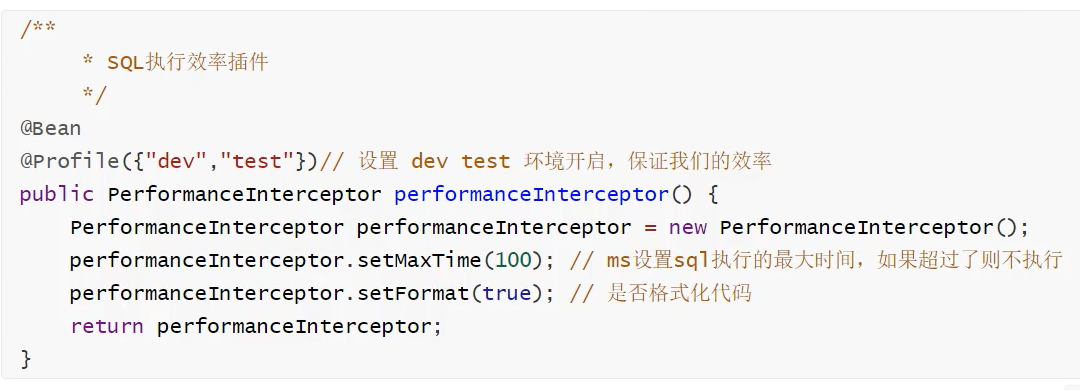 /**
     * SQL执行效率插件
     */
@Bean
@Profile({"dev","test"})// 设置 dev test 环境开启，保证我们的效率
public PerformanceInterceptor performanceInterceptor() {
    PerformanceInterceptor performanceInterceptor = new PerformanceInterceptor();
    performanceInterceptor.setMaxTime(100); // ms设置sql执行的最大时间，如果超过了则不执行
    performanceInterceptor.setFormat(true); // 是否格式化代码
    return performanceInterceptor;
}